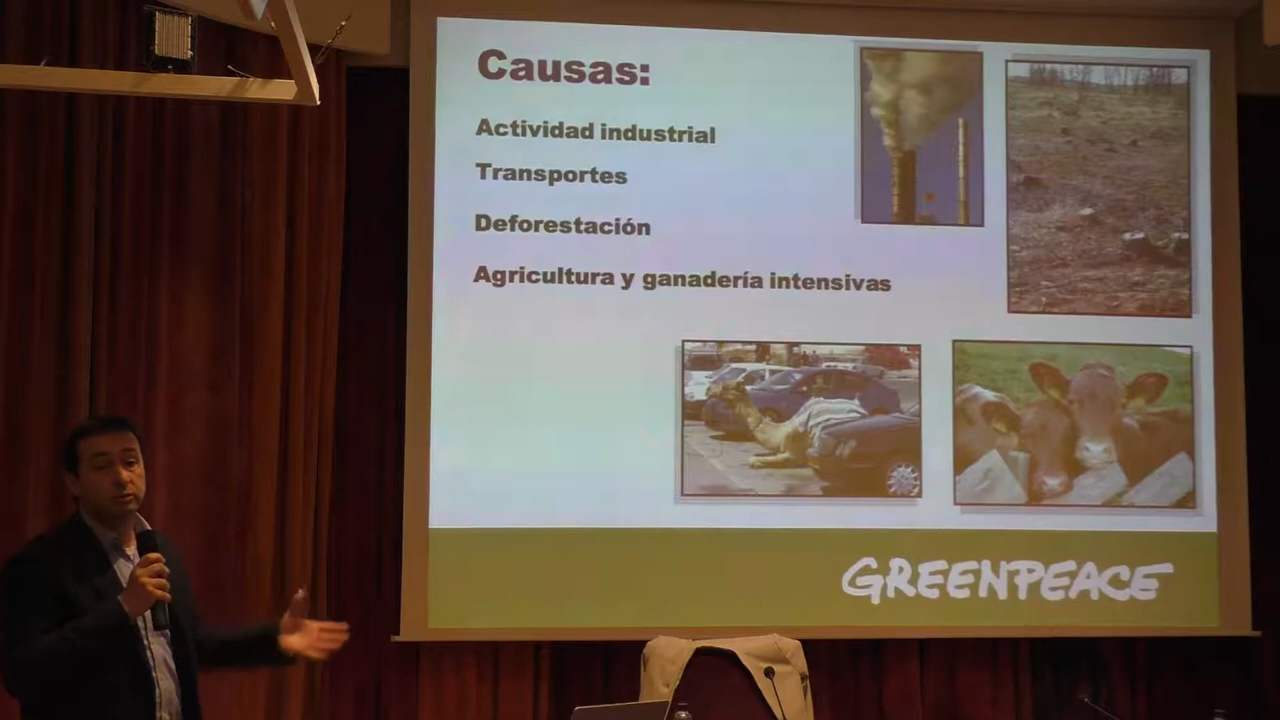 Causas:
Actividad industrial
Transportes
Deforestación
Agricultura y ganadería intensivas
GREENPEACE